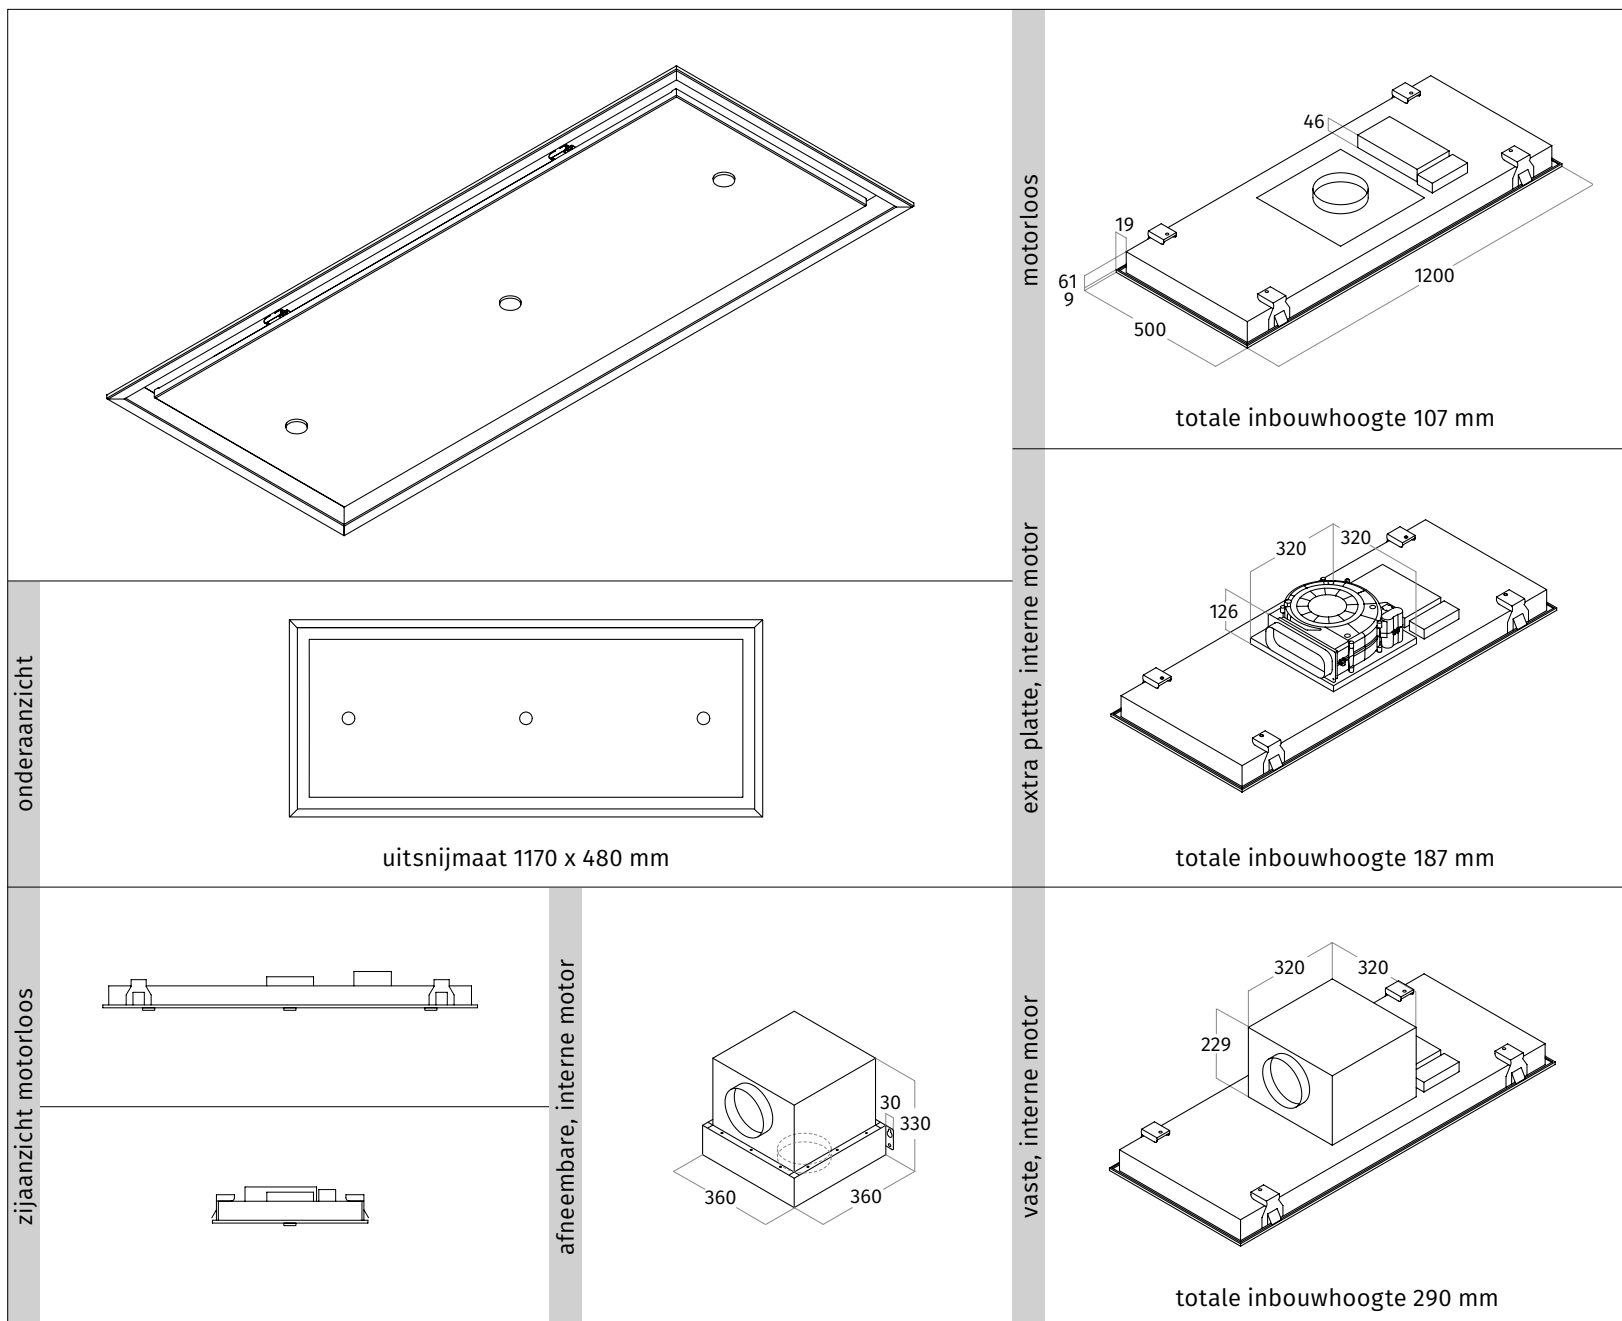 motorloos
46
19
61
9
500
1200
totale inbouwhoogte 107 mm
extra platte, interne motor
320
320
126
totale inbouwhoogte 187 mm
onderaanzicht
uitsnijmaat 1170 x 480 mm
zijaanzicht motorloos
afneembare, interne motor
30
330
360
360
vaste, interne motor
320
320
229
totale inbouwhoogte 290 mm